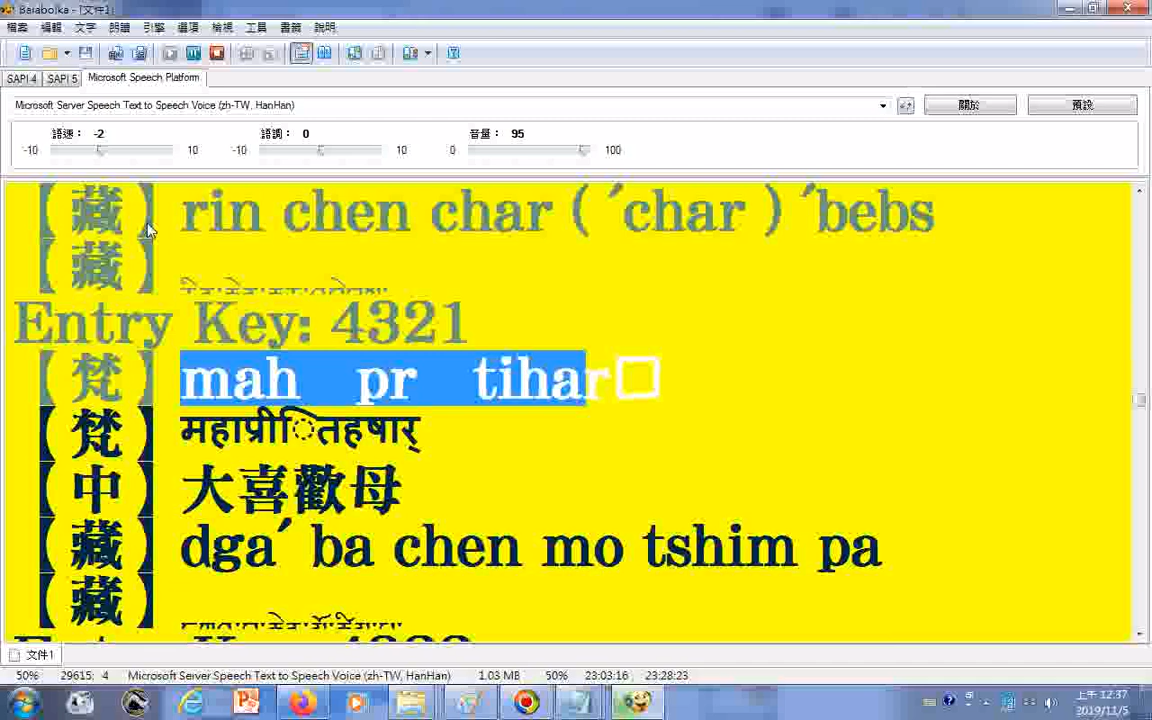 Balabolka - [文件1]
檔案 編輯 文字 朗讀 引擎 選項 檢視 工具 書籤 說明
SAPI 4 SAPI 5 Microsoft Speech Platform
Microsoft Server Speech Text to Speech Voice (zh-TW, HanHan) 關於 預設
語速： -2 語調： 0 音量： 95
-10 10 -10 10 0 100
【藏】 rin chen char ( ´char ) ´bebs
【藏】
Entry Key: 4321
【梵】 mah pr tihar□
【梵】 महाप्रीितहषार्
【中】 大喜歡母
【藏】 dga´ ba chen mo tshim pa
【藏】
文件1
50% 29615: 4 Microsoft Server Speech Text to Speech Voice (zh-TW, HanHan) 1.03 MB 50% 23:03:16 23:28:23
上午 12:37
2019/11/5